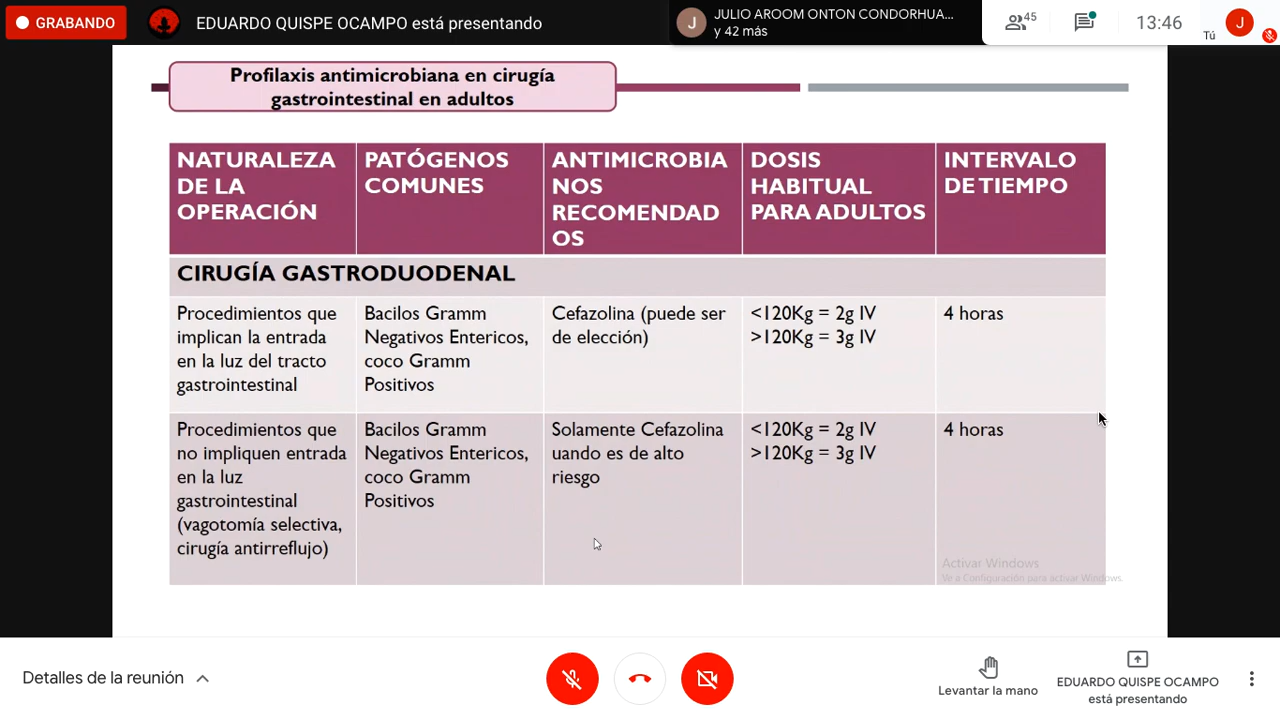 GRABANDO
EDUARDO QUISPE OCAMPO está presentando
J
JULIO AROOM ONTON CONDORHUA...
y 42 más
45
13:46
Tú
J
Profilaxis antimicrobiana en cirugía
gastrointestinal en adultos
NATURALEZA
DE LA
OPERACIÓN
PATÓGENOS
COMUNES
ANTIMICROBIA
NOS
RECOMENDAD
OS
DOSIS
HABITUAL
PARA ADULTOS
INTERVALO
DE TIEMPO
CIRUGÍA GASTRODUODENAL
Procedimientos que
implican la entrada
en la luz del tracto
gastrointestinal
Bacilos Gramm
Negativos Entericos,
coco Gramm
Positivos
Cefazolina (puede ser
de elección)
<120Kg = 2g IV
>120Kg = 3g IV
4 horas
Procedimientos que
no impliquen entrada
en la luz
gastrointestinal
(vagotomía selectiva,
cirugía antirreflujo)
Bacilos Gramm
Negativos Entericos,
coco Gramm
Positivos
Solamente Cefazolina
uando es de alto
riesgo
<120Kg = 2g IV
>120Kg = 3g IV
4 horas
Activar Windows
Ve a Configuración para activar Windows.
Detalles de la reunión
Levantar la mano
EDUARDO QUISPE OCAMPO
está presentando